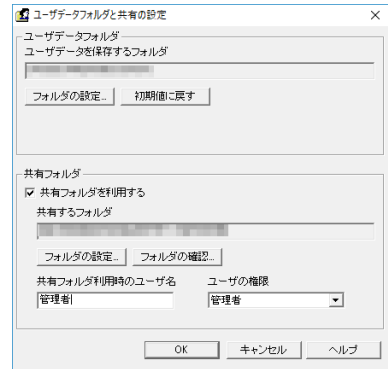 ユーザデータフォルダと共有の設定
ユーザデータフォルダ
ユーザデータを保存するフォルダ
フォルダの設定... 初期値に戻す
共有フォルダ
共有フォルダを利用する
共有するフォルダ
フォルダの設定... フォルダの確認...
共有フォルダ利用時のユーザ名 ユーザの権限
管理者 管理者
OK キャンセル ヘルプ